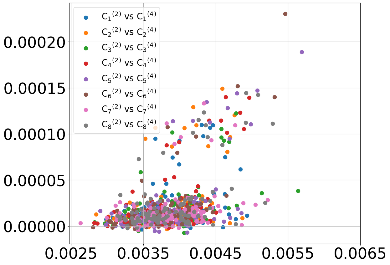 0.00020
0.00015
0.00010
0.00005
0.00000
C₁⁽²⁾ vs C₁⁽⁴⁾
C₂⁽²⁾ vs C₂⁽⁴⁾
C₃⁽²⁾ vs C₃⁽⁴⁾
C₄⁽²⁾ vs C₄⁽⁴⁾
C₅⁽²⁾ vs C₅⁽⁴⁾
C₆⁽²⁾ vs C₆⁽⁴⁾
C₇⁽²⁾ vs C₇⁽⁴⁾
C₈⁽²⁾ vs C₈⁽⁴⁾
0.0025 0.0035 0.0045 0.0055 0.0065